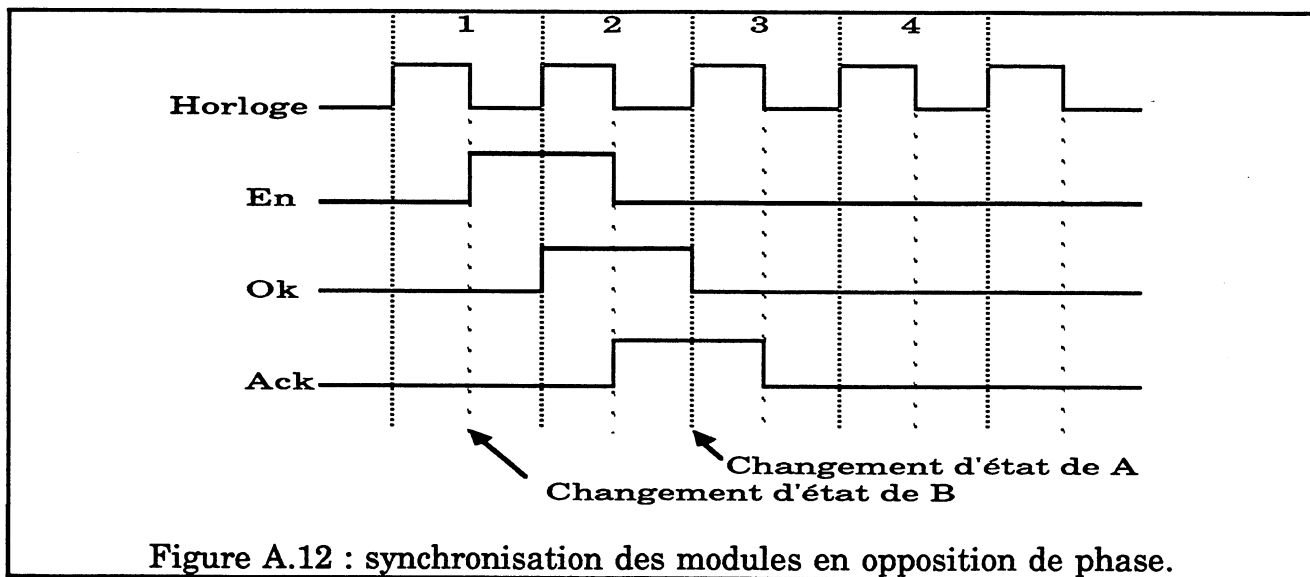 1 2 3 4
Horloge
En
Ok
Ack
Changement d'état de A
Changement d'état de B
Figure A.12 : synchronisation des modules en opposition de phase.